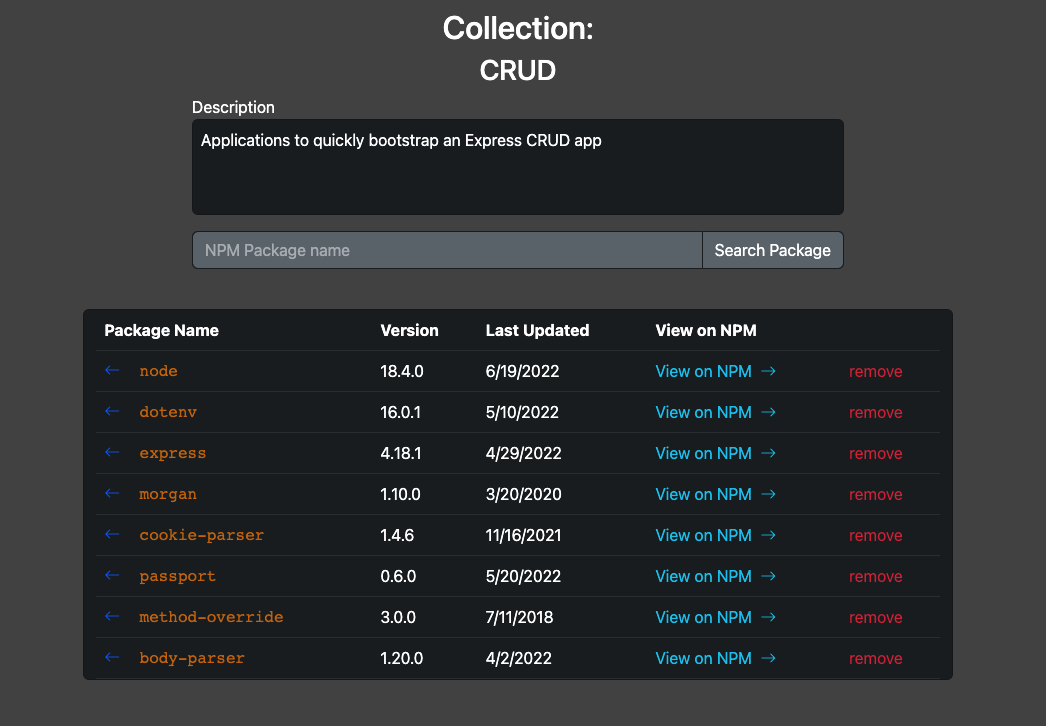 Collection:
CRUD
Description
Applications to quickly bootstrap an Express CRUD app
NPM Package name Search Package
Package Name Version Last Updated View on NPM
← node 18.4.0 6/19/2022 View on NPM → remove
← dotenv 16.0.1 5/10/2022 View on NPM → remove
← express 4.18.1 4/29/2022 View on NPM → remove
← morgan 1.10.0 3/20/2020 View on NPM → remove
← cookie-parser 1.4.6 11/16/2021 View on NPM → remove
← passport 0.6.0 5/20/2022 View on NPM → remove
← method-override 3.0.0 7/11/2018 View on NPM → remove
← body-parser 1.20.0 4/2/2022 View on NPM → remove